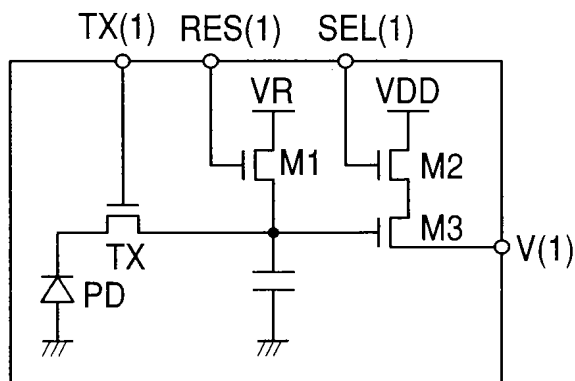 TX(1) RES(1) SEL(1)
VR VDD
M1 M2
M3
TX V(1)
PD